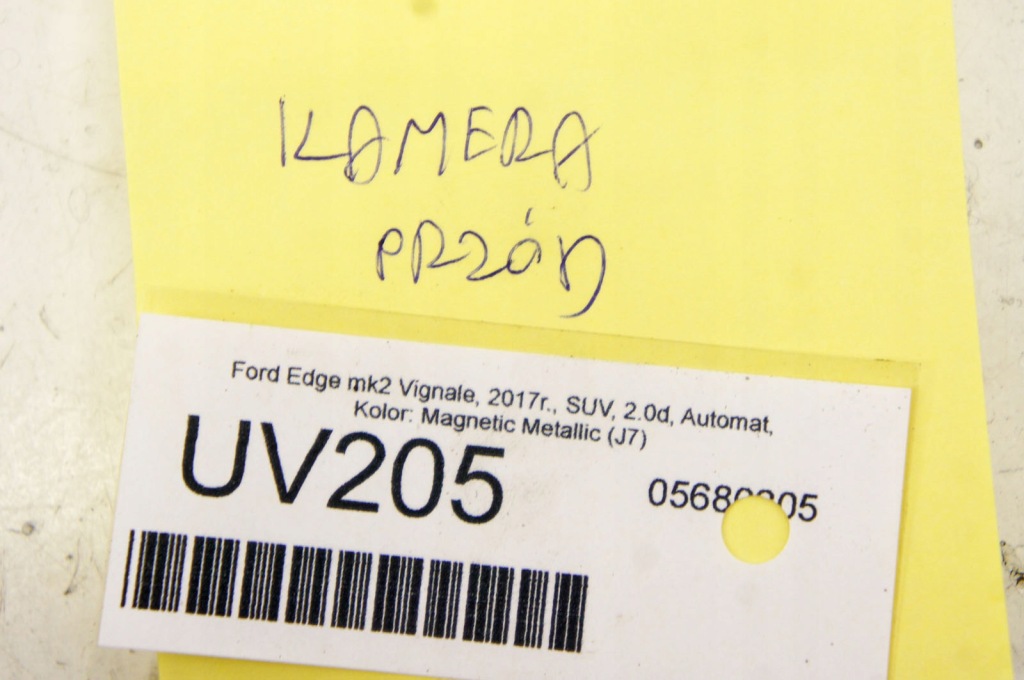 KAMERA
PRZÓD
Ford Edge mk2 Vignale, 2017r., SUV, 2.0d, Automat,
Kolor: Magnetic Metallic (J7)
UV205